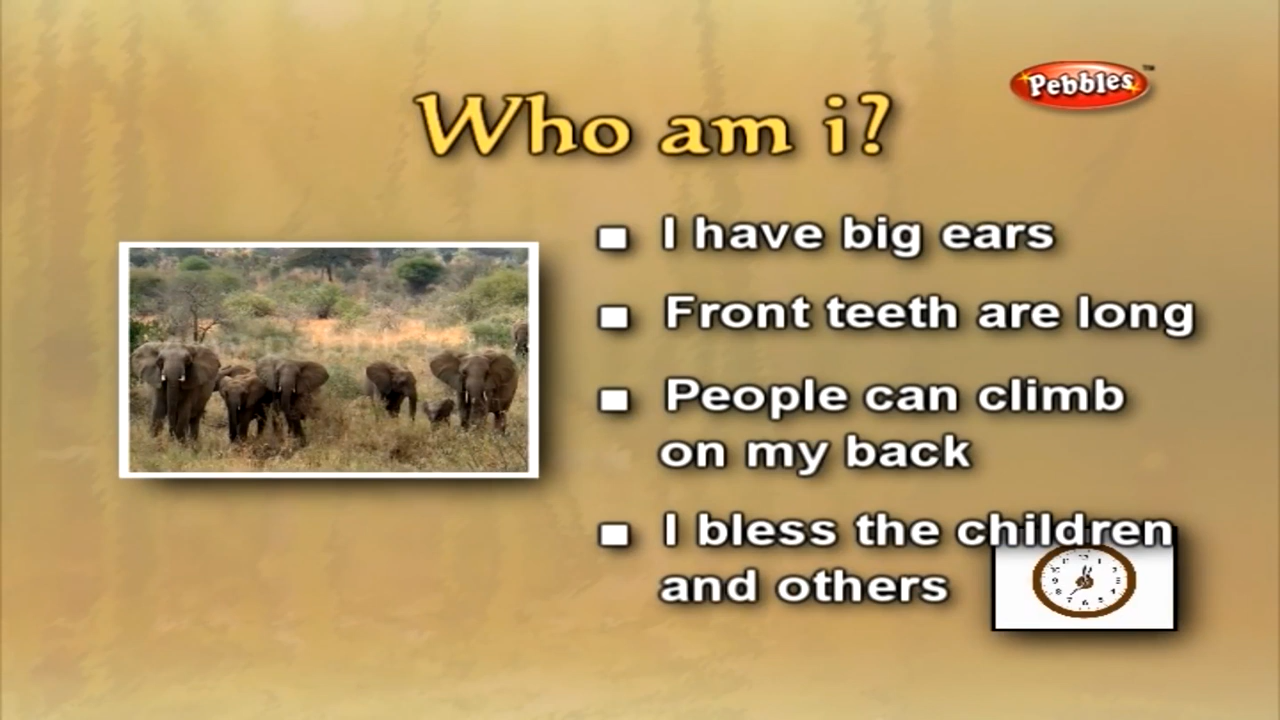 Pebbles™
Who am i?
I have big ears
Front teeth are long
People can climb
on my back
I bless the children
and others